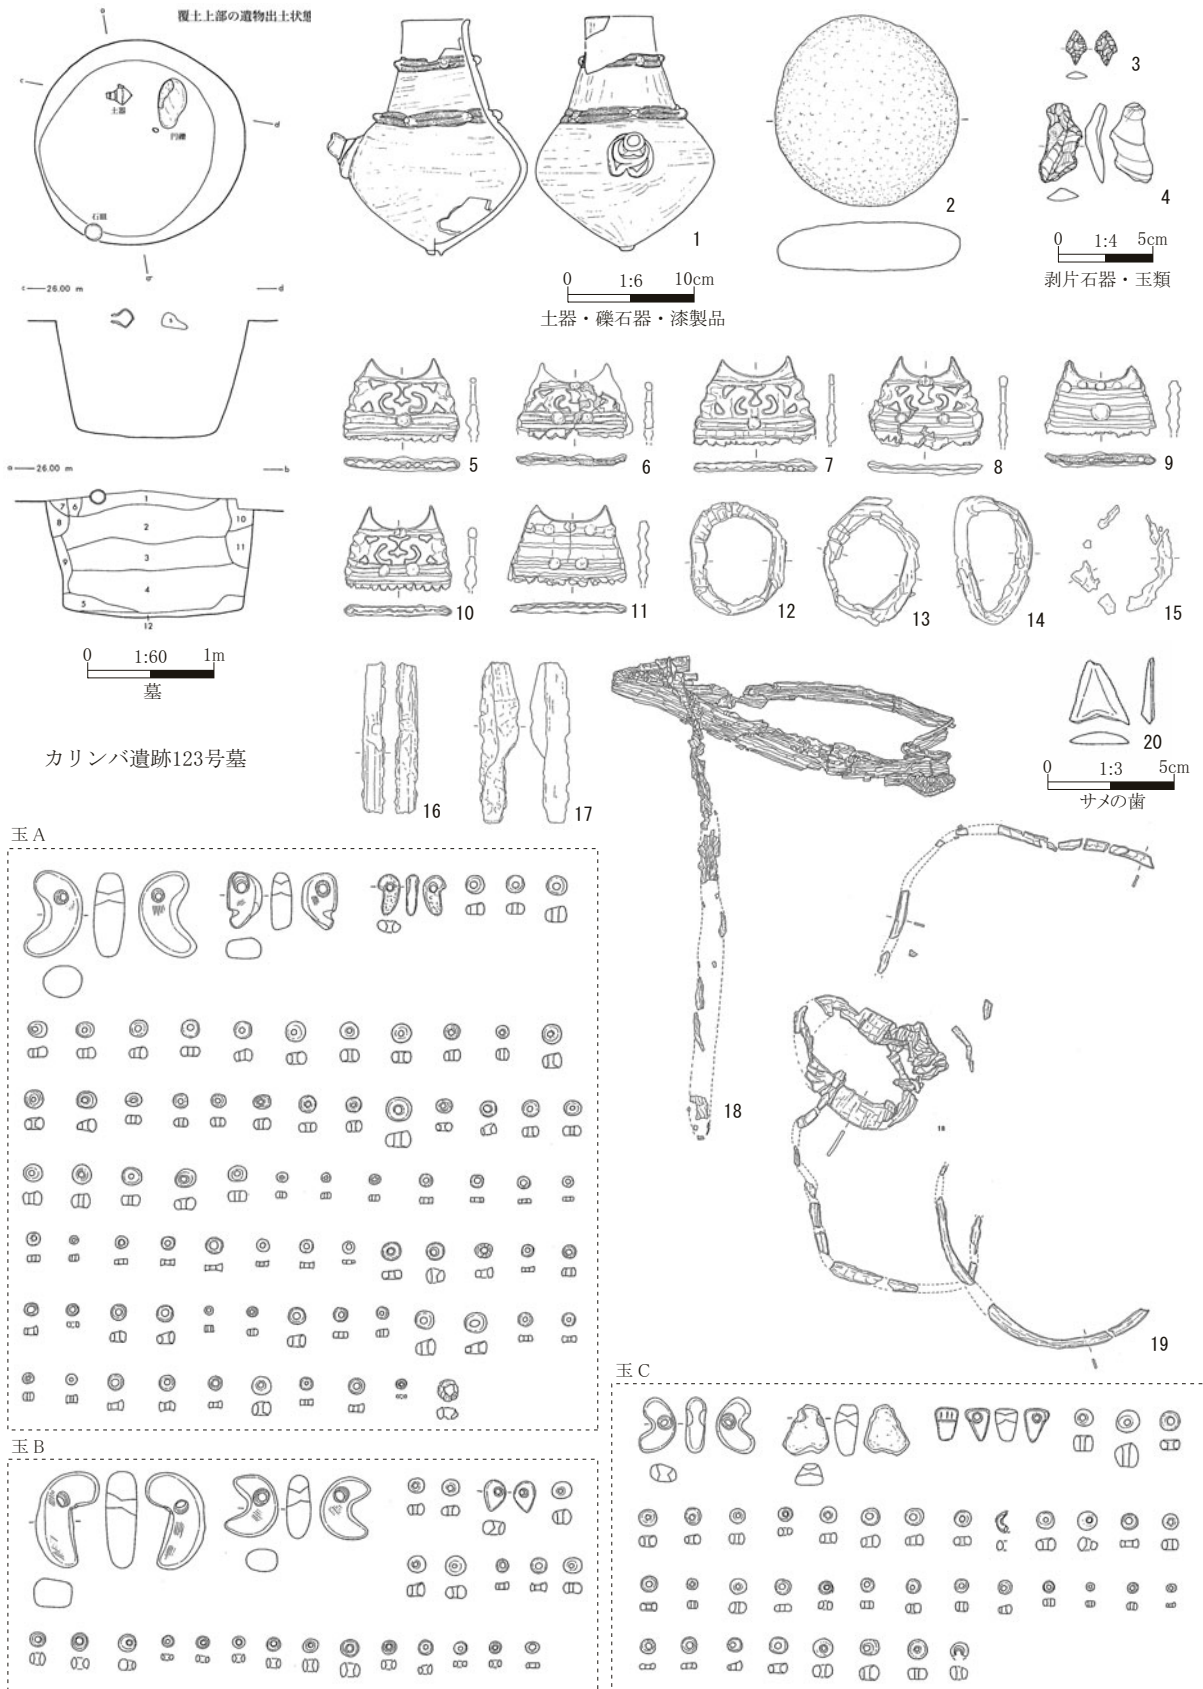 覆土上部の遺物出土状態
a
c
d
土器
円礫
石皿
c 26.00 m d
a 26.00 m b
1
2
3
4
5
6
7
8
9
10
11
12
0 1:60 1m
墓
カリンバ遺跡123号墓
1
2
3
4
0 1:6 10cm
土器・礫石器・漆製品
0 1:4 5cm
剥片石器・玉類
5
6
7
8
9
10
11
12
13
14
15
16
17
18
18
19
20
0 1:3 5cm
サメの歯
玉A
玉B
玉C